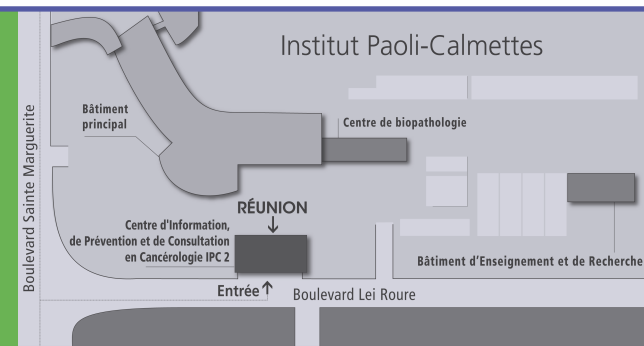 Institut Paoli-Calmettes
Bâtiment
principal
Centre de biopathologie
Boulevard Sainte Marguerite
RÉUNION
Centre d'Information,
de Prévention et de Consultation
en Cancérologie IPC 2
Bâtiment d'Enseignement et de Recherche
Entrée
Boulevard Lei Roure